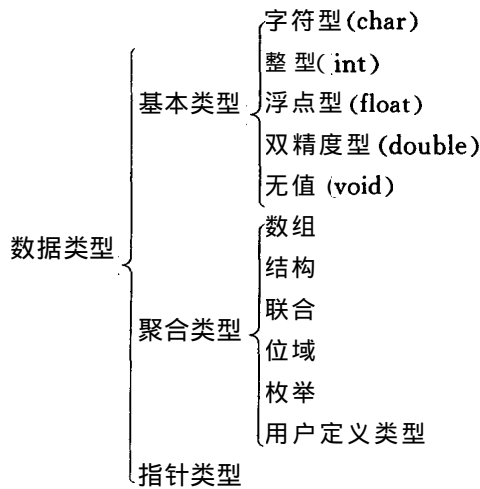 字符型(char)
整型(int)
基本类型
浮点型(float)
双精度型(double)
无值(void)
数组
数据类型
结构
联合
聚合类型
位域
枚举
用户定义类型
指针类型